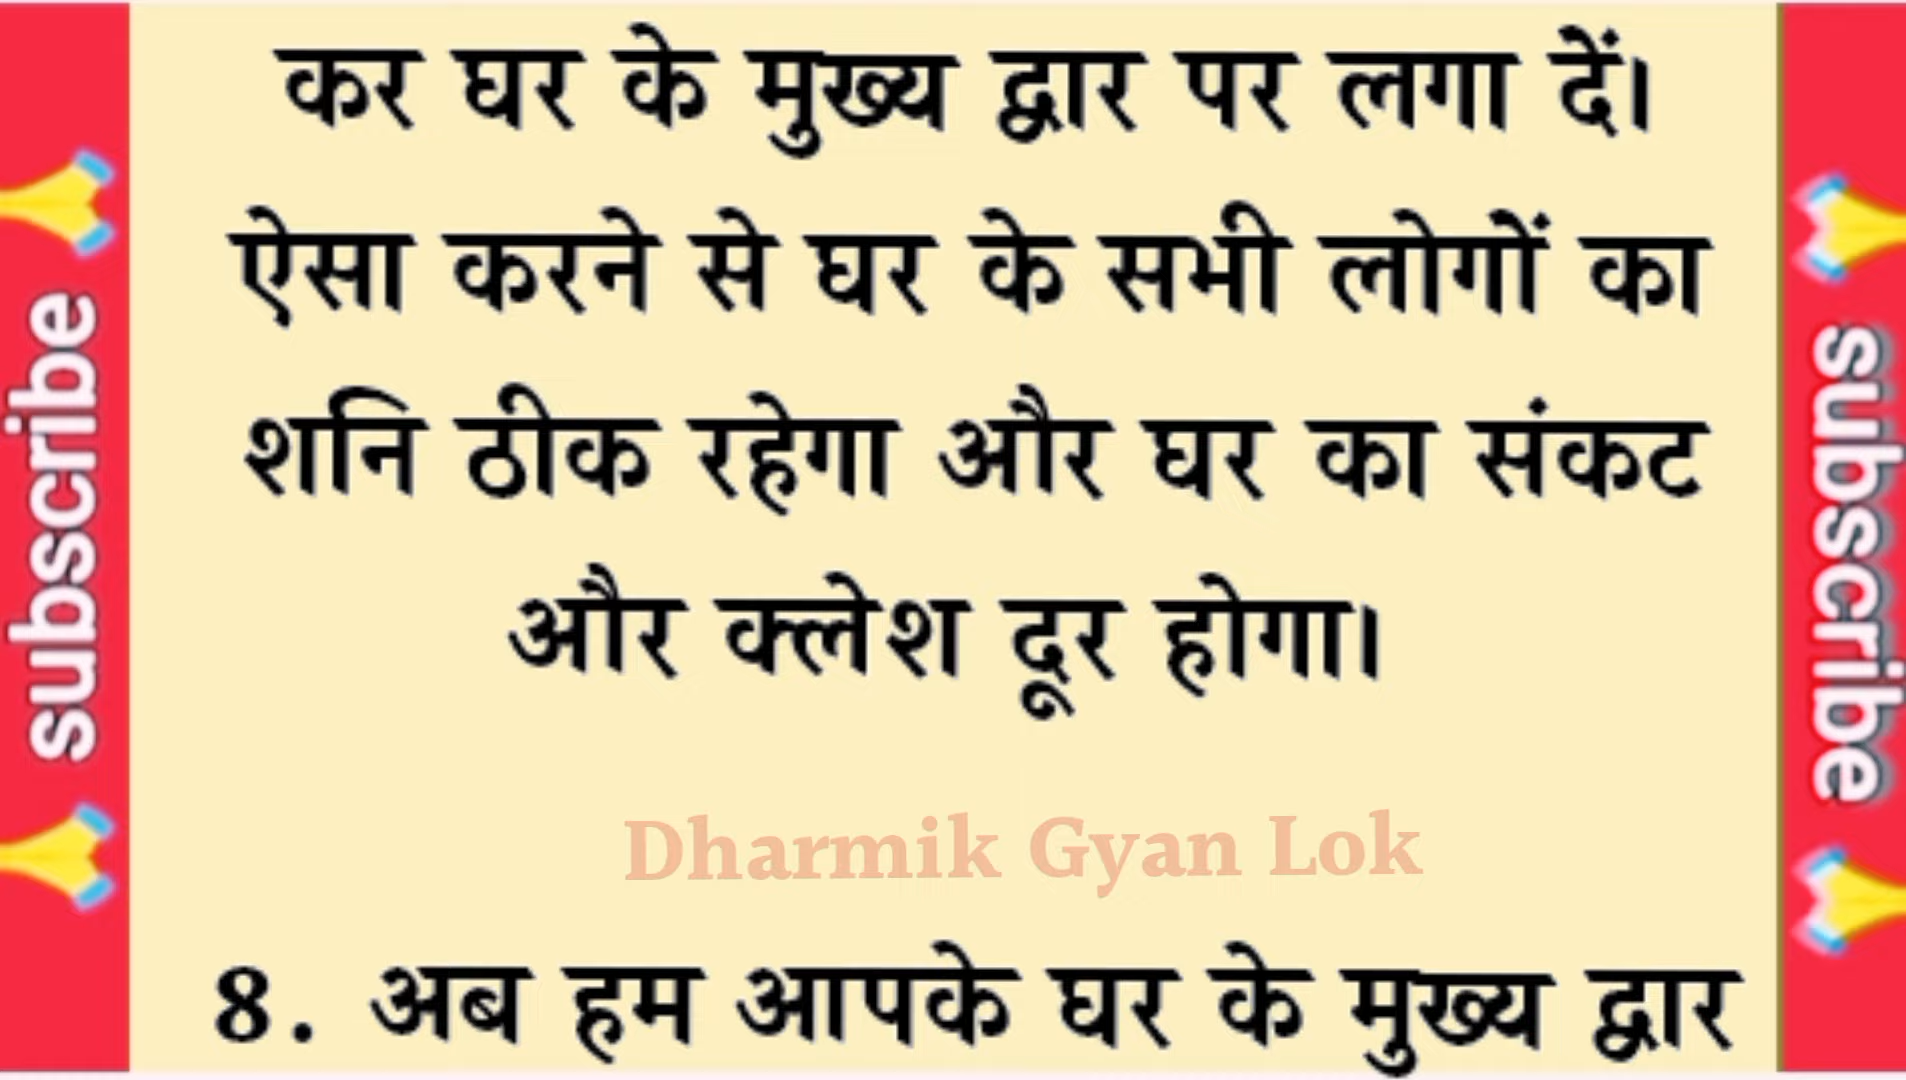 कर घर के मुख्य द्वार पर लगा दें।
ऐसा करने से घर के सभी लोगों का
शनि ठीक रहेगा और घर का संकट
और क्लेश दूर होगा।
Dharmik Gyan Lok
8. अब हम आपके घर के मुख्य द्वार
subscribe
subscribe